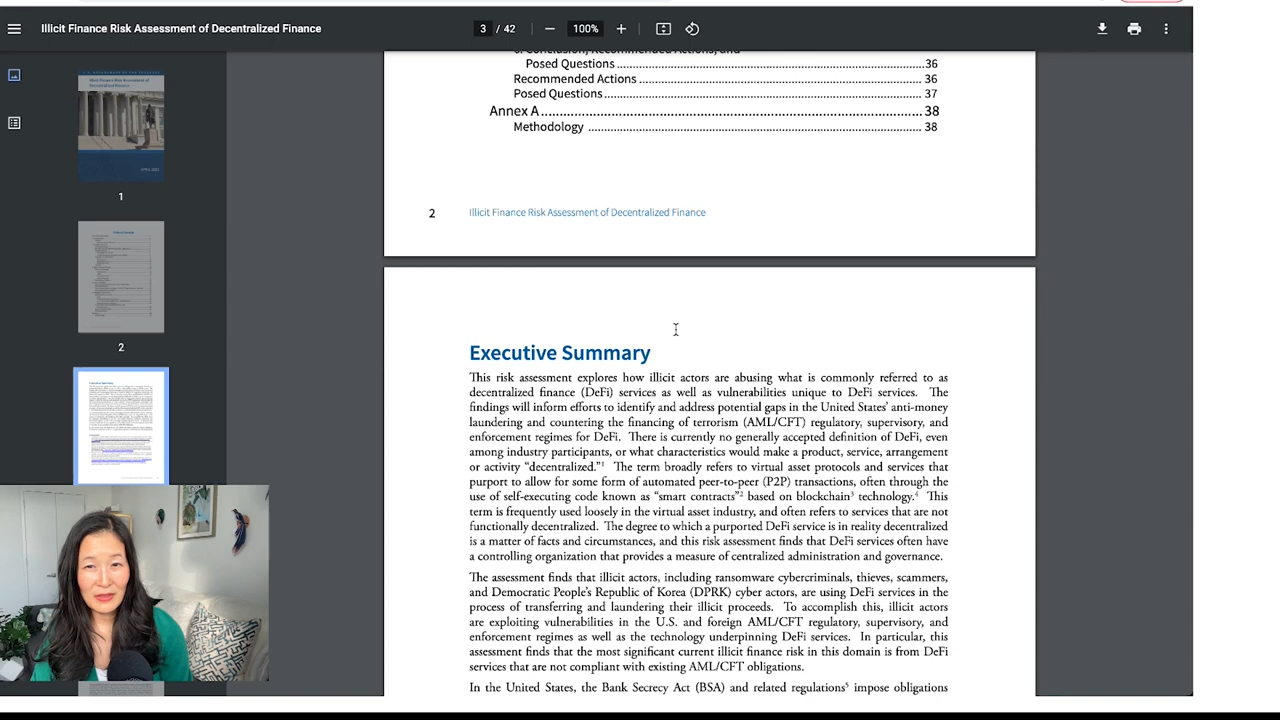 Illicit Finance Risk Assessment of Decentralized Finance
3 / 42
100%
Posed Questions 36
Recommended Actions 36
Posed Questions 37
Annex A 38
Methodology 38
2 Illicit Finance Risk Assessment of Decentralized Finance
1
2
Executive Summary
This risk assessment explores how illicit actors are abusing what is commonly referred to as
decentralized finance (DeFi) services as well as vulnerabilities unique to DeFi services. The
findings will inform efforts to identify and address potential gaps in the United States' anti-money
laundering and countering the financing of terrorism (AML/CFT) regulatory, supervisory, and
enforcement regimes for DeFi. There is currently no generally accepted definition of DeFi, even
among industry participants, or what characteristics would make a product, service, arrangement
or activity “decentralized.”1 The term broadly refers to virtual asset protocols and services that
purport to allow for some form of automated peer-to-peer (P2P) transactions, often through the
use of self-executing code known as “smart contracts”2 based on blockchain3 technology.4 This
term is frequently used loosely in the virtual asset industry, and often refers to services that are not
functionally decentralized. The degree to which a purported DeFi service is in reality decentralized
is a matter of facts and circumstances, and this risk assessment finds that DeFi services often have
a controlling organization that provides a measure of centralized administration and governance.
The assessment finds that illicit actors, including ransomware cybercriminals, thieves, scammers,
and Democratic People's Republic of Korea (DPRK) cyber actors, are using DeFi services in the
process of transferring and laundering their illicit proceeds. To accomplish this, illicit actors
are exploiting vulnerabilities in the U.S. and foreign AML/CFT regulatory, supervisory, and
enforcement regimes as well as the technology underpinning DeFi services. In particular, this
assessment finds that the most significant current illicit finance risk in this domain is from DeFi
services that are not compliant with existing AML/CFT obligations.
In the United States, the Bank Secrecy Act (BSA) and related regulations5 impose obligations